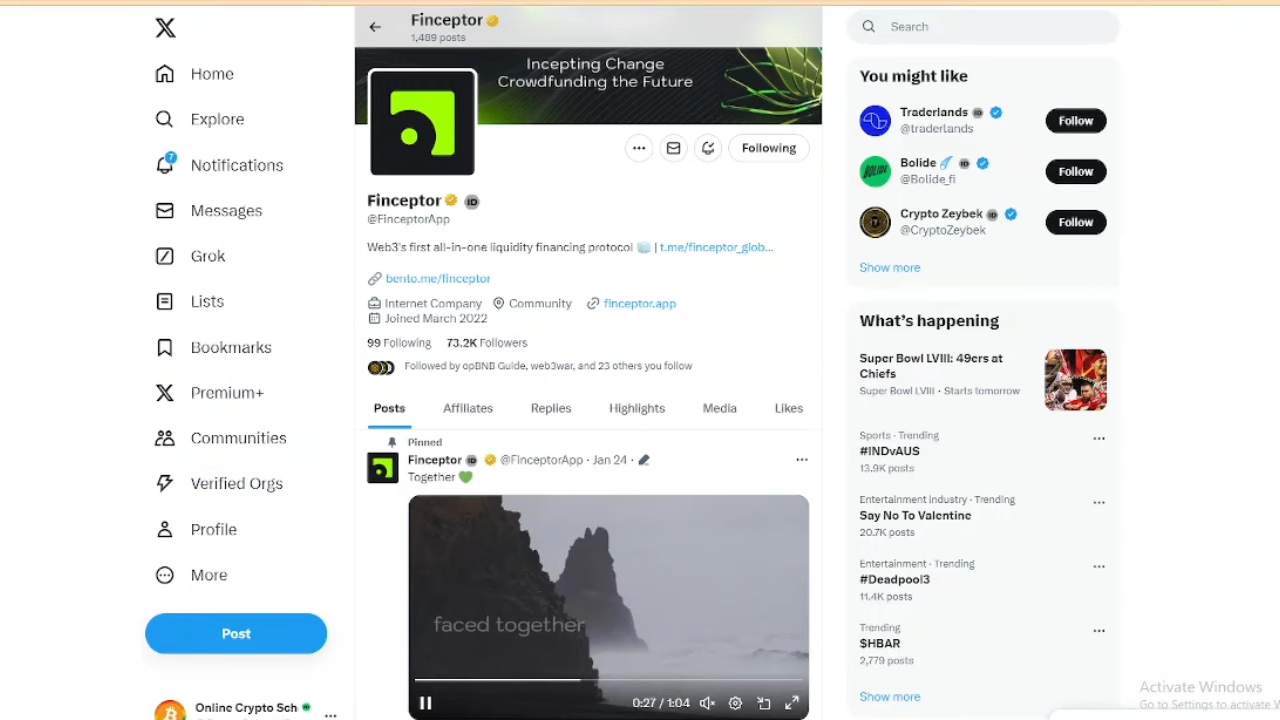 Home
Explore
7
Notifications
Messages
Grok
Lists
Bookmarks
Premium+
Communities
Verified Orgs
Profile
More
Post
Online Crypto Sch
Finceptor
1,489 posts
Incepting Change
Crowdfunding the Future
Following
Finceptor
@FinceptorApp
Web3's first all-in-one liquidity financing protocol | t.me/finceptor_glob...
bento.me/finceptor
Internet Company Community finceptor.app
Joined March 2022
99 Following 73.2K Followers
Followed by opBNB Guide, web3war, and 23 others you follow
Posts Affiliates Replies Highlights Media Likes
Pinned
Finceptor @FinceptorApp · Jan 24 ·
Together 💚
faced together
0:27 / 1:04
Search
You might like
Traderlands
@traderlands
Follow
Bolide
@Bolide_fi
Follow
Crypto Zeybek
@CryptoZeybek
Follow
Show more
What's happening
Super Bowl LVIII: 49ers at
Chiefs
Super Bowl LVIII · Starts tomorrow
Sports · Trending
#INDvAUS
13.9K posts
Entertainment industry · Trending
Say No To Valentine
20.7K posts
Entertainment · Trending
#Deadpool3
11.4K posts
Trending
$HBAR
2,779 posts
Show more
Activate Windows
Go to Settings to activate W